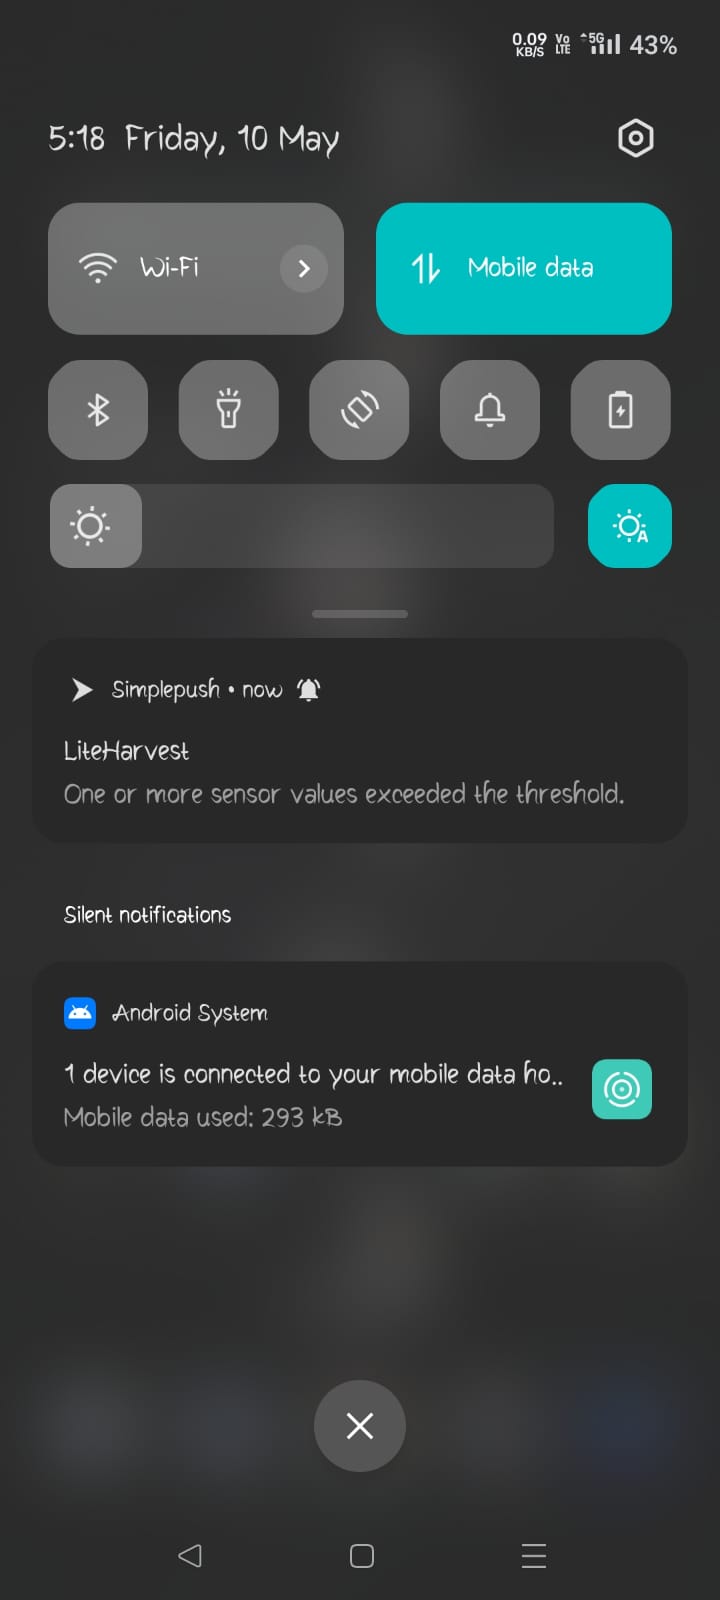 0.09 KB/S Vo LTE 5G 43%
5:18 Friday, 10 May
Wi-Fi
Mobile data
A
Simplepush • now
LiteHarvest
One or more sensor values exceeded the threshold.
Silent notifications
Android System
1 device is connected to your mobile data ho..
Mobile data used: 293 kB